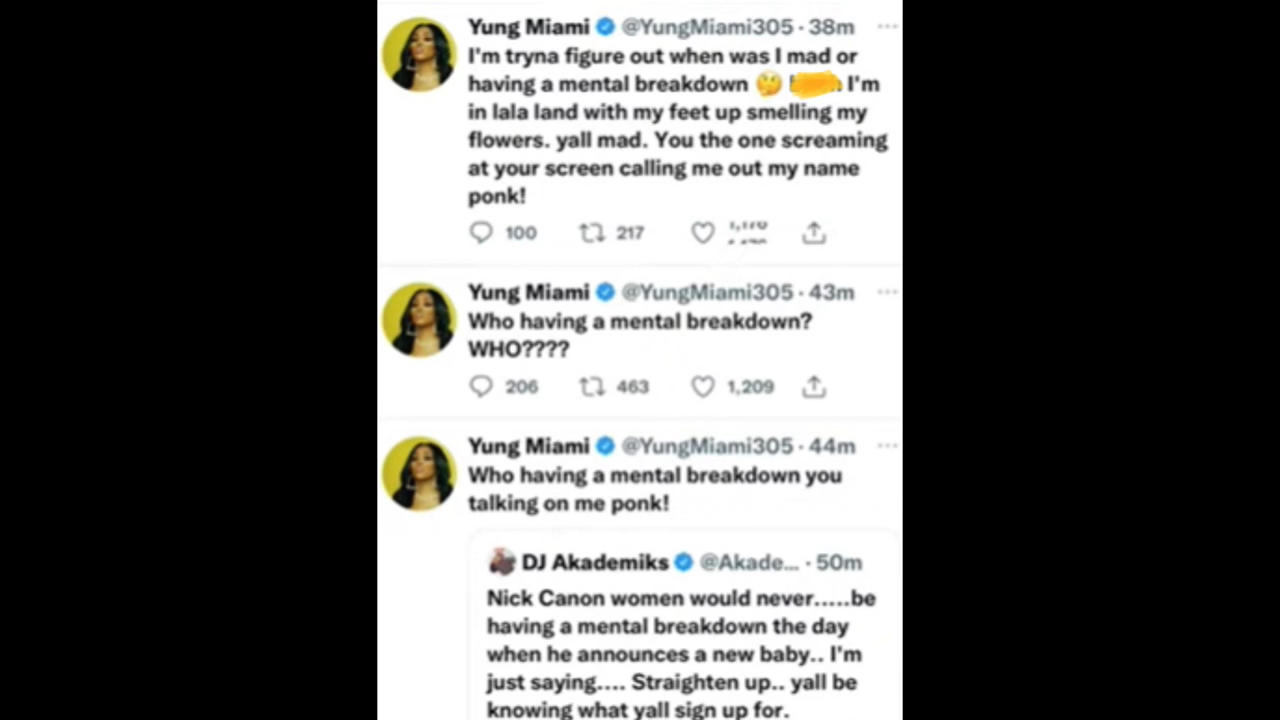 Yung Miami @YungMiami305 · 38m
I'm tryna figure out when was I mad or
having a mental breakdown 🤔 I'm
in lala land with my feet up smelling my
flowers. yall mad. You the one screaming
at your screen calling me out my name
ponk!
100 217
Yung Miami @YungMiami305 · 43m
Who having a mental breakdown?
WHO????
206 463 1,209
Yung Miami @YungMiami305 · 44m
Who having a mental breakdown you
talking on me ponk!
DJ Akademiks @Akade... · 50m
Nick Canon women would never.....be
having a mental breakdown the day
when he announces a new baby.. I'm
just saying.... Straighten up.. yall be
knowing what yall sign up for.